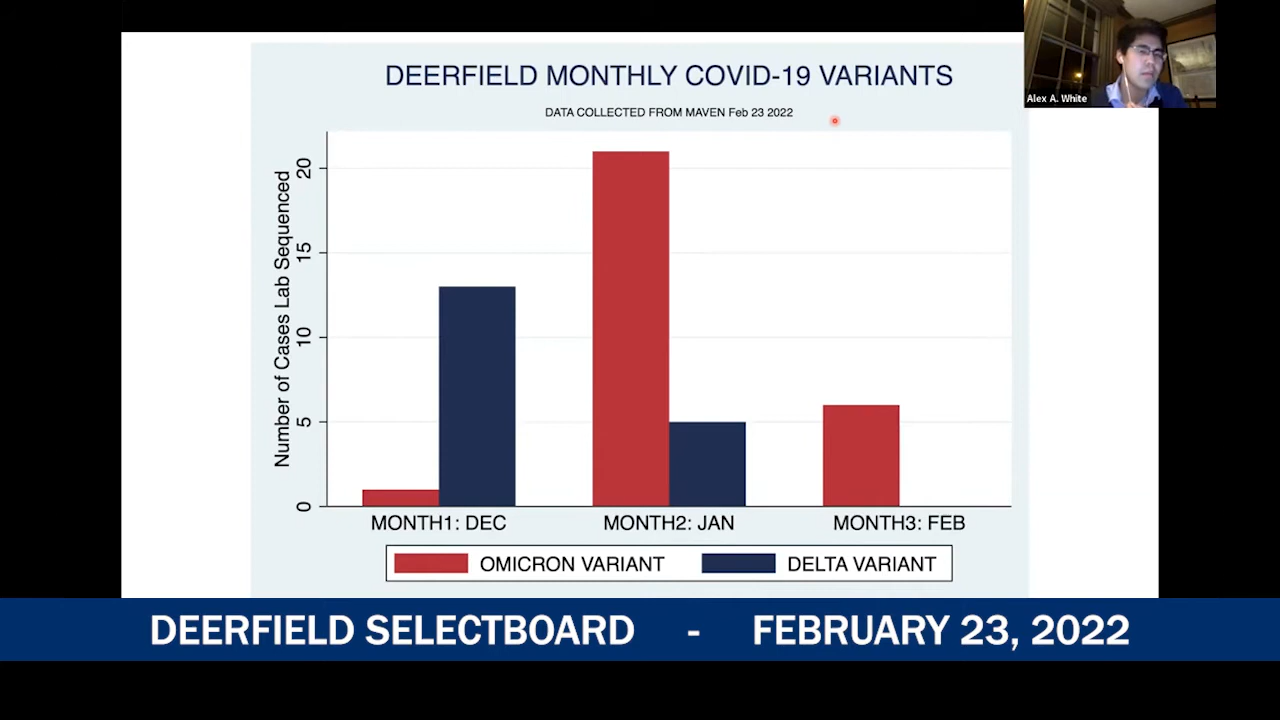 DEERFIELD MONTHLY COVID-19 VARIANTS
DATA COLLECTED FROM MAVEN Feb 23 2022
Alex A. White
Number of Cases Lab Sequenced
20
15
10
5
0
MONTH1: DEC
MONTH2: JAN
MONTH3: FEB
OMICRON VARIANT
DELTA VARIANT
DEERFIELD SELECTBOARD - FEBRUARY 23, 2022